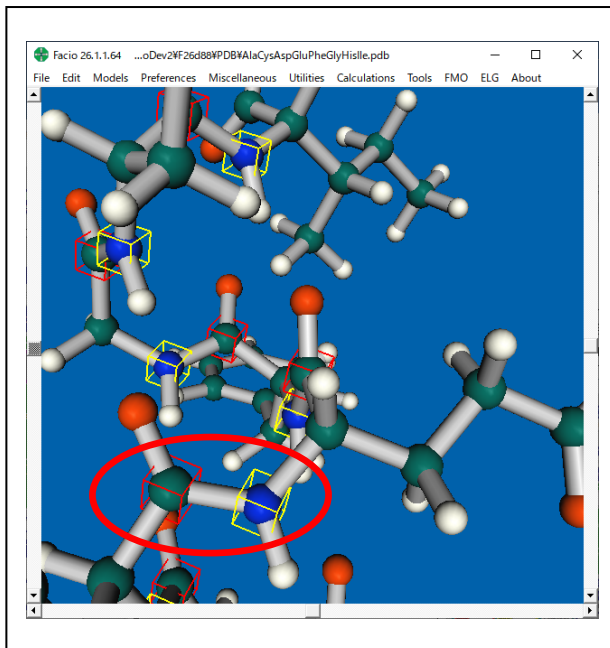 Facio 26.1.1.64 ...oDev2¥F26d88¥PDB¥AlaCysAspGluPheGlyHisIle.pdb
File Edit Models Preferences Miscellaneous Utilities Calculations Tools FMO ELG About